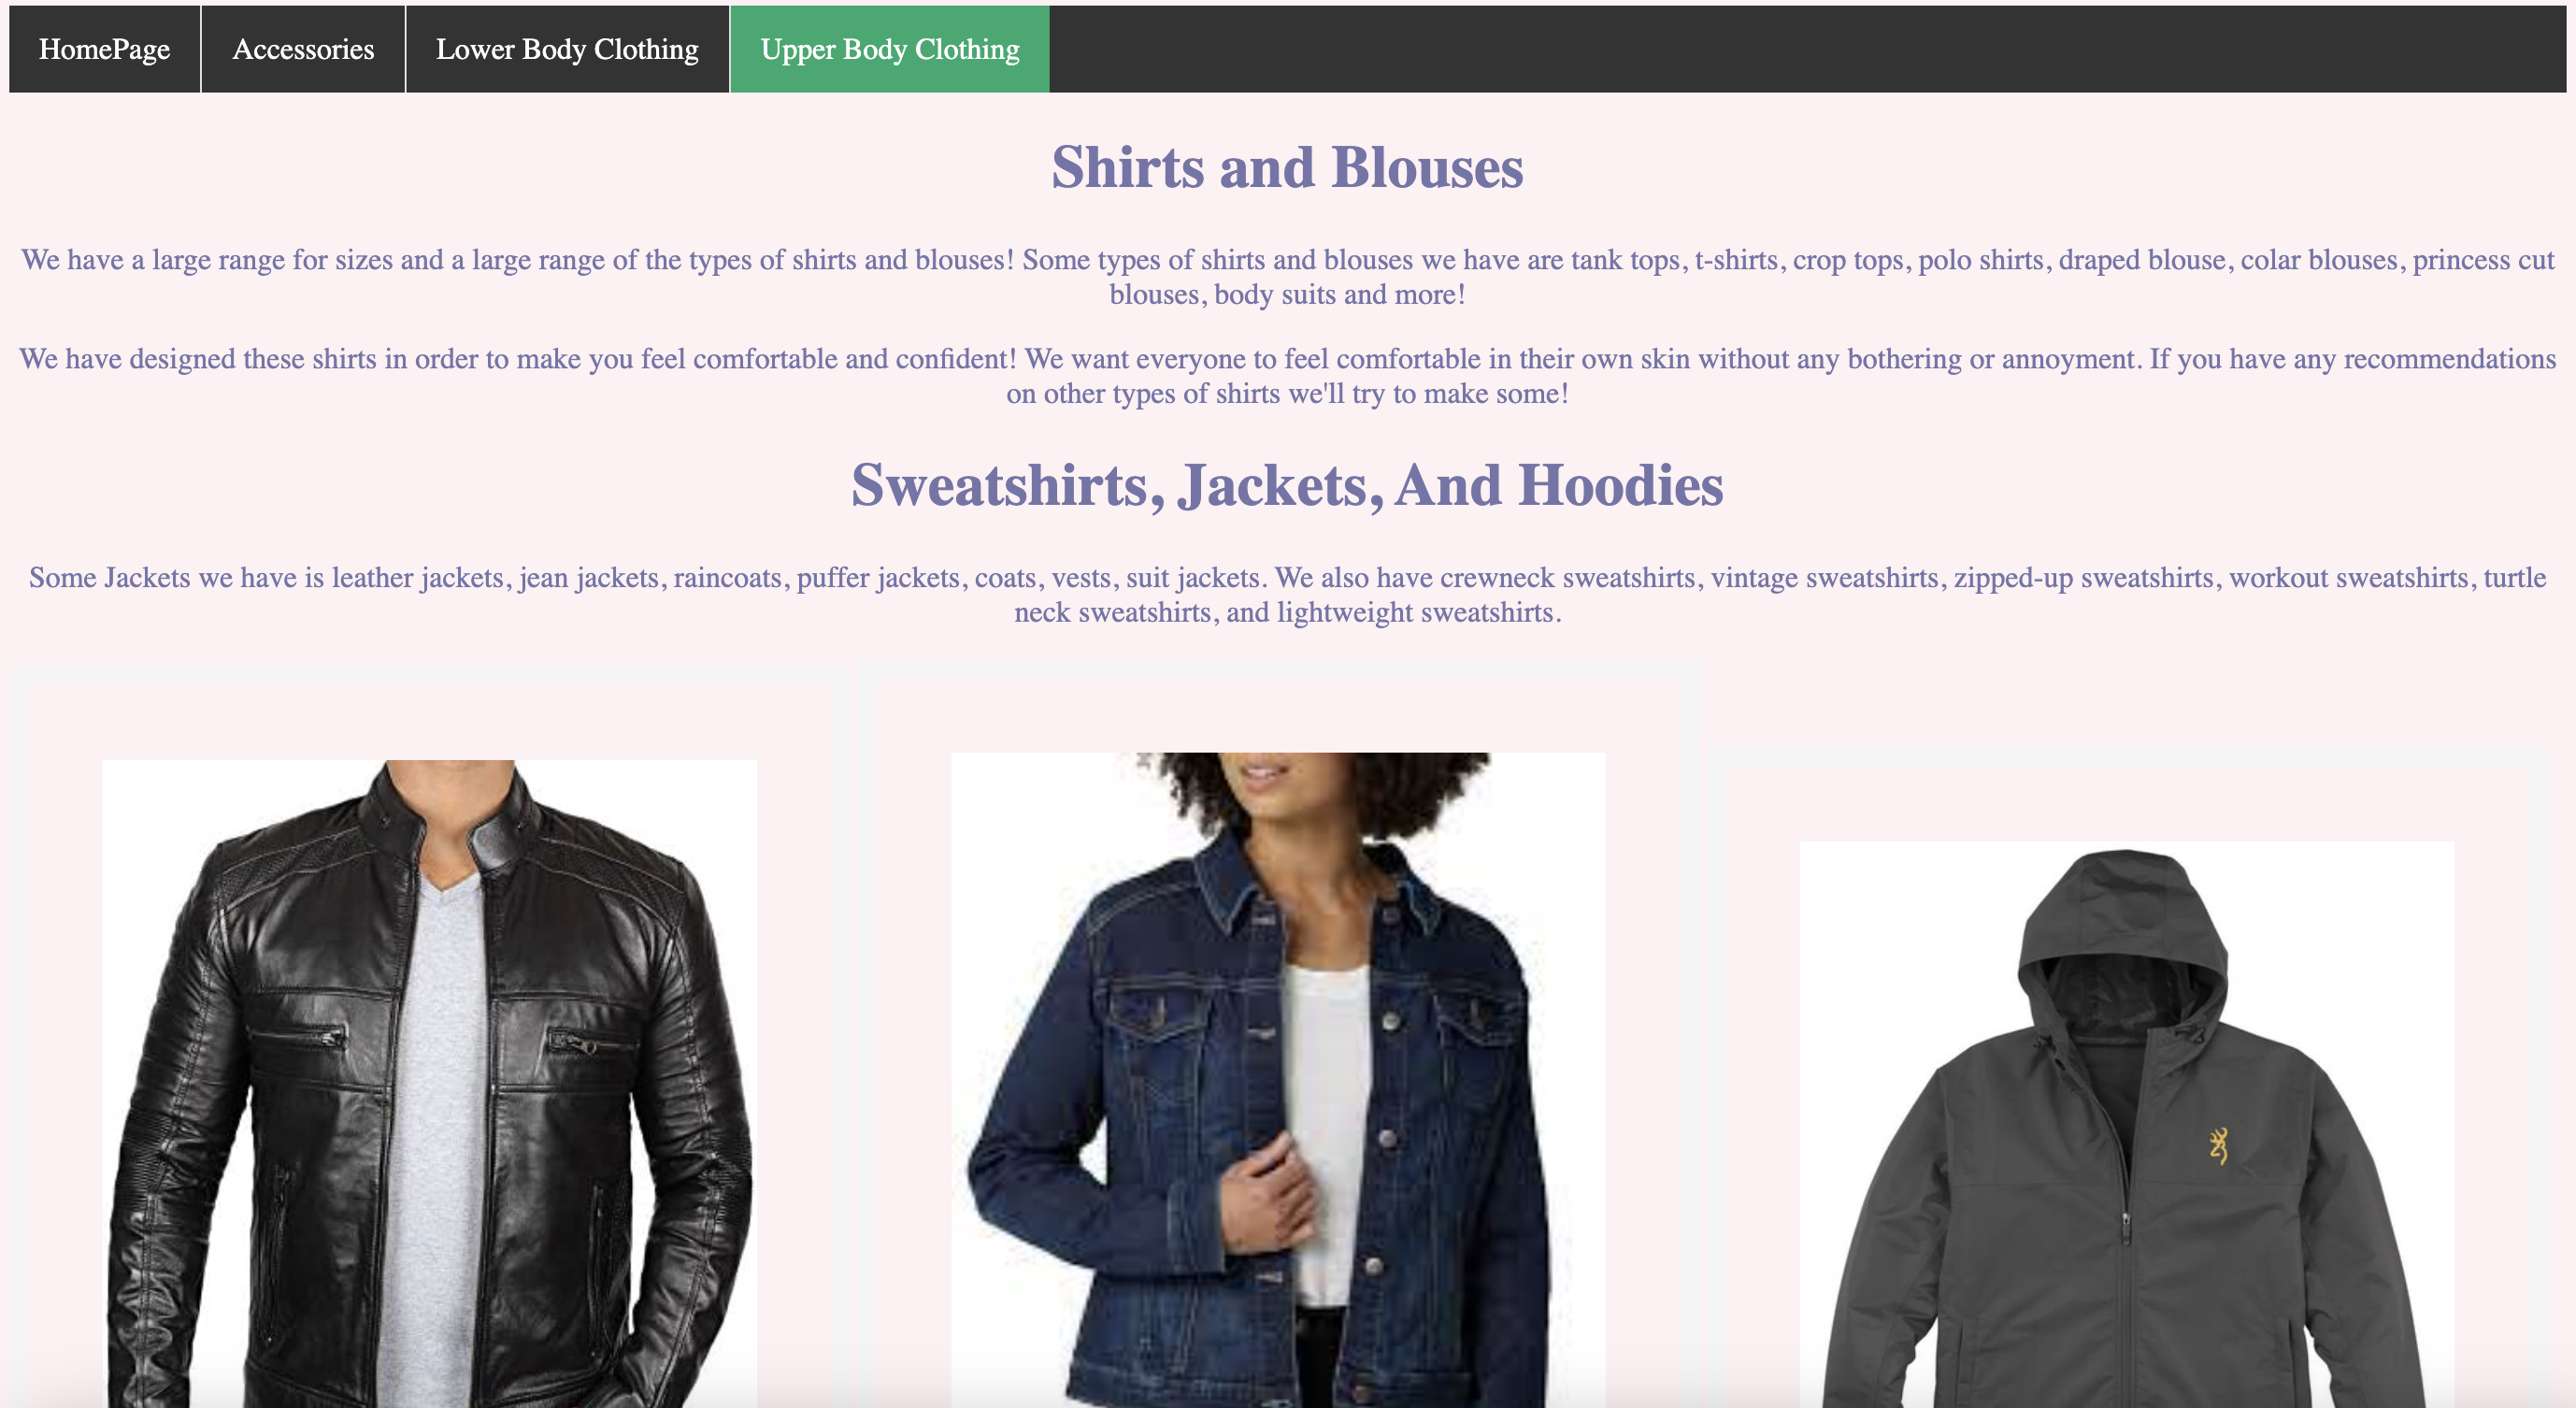 HomePage
Accessories
Lower Body Clothing
Upper Body Clothing
Shirts and Blouses
We have a large range for sizes and a large range of the types of shirts and blouses! Some types of shirts and blouses we have are tank tops, t-shirts, crop tops, polo shirts, draped blouse, colar blouses, princess cut
blouses, body suits and more!
We have designed these shirts in order to make you feel comfortable and confident! We want everyone to feel comfortable in their own skin without any bothering or annoyment. If you have any recommendations
on other types of shirts we'll try to make some!
Sweatshirts, Jackets, And Hoodies
Some Jackets we have is leather jackets, jean jackets, raincoats, puffer jackets, coats, vests, suit jackets. We also have crewneck sweatshirts, vintage sweatshirts, zipped-up sweatshirts, workout sweatshirts, turtle
neck sweatshirts, and lightweight sweatshirts.